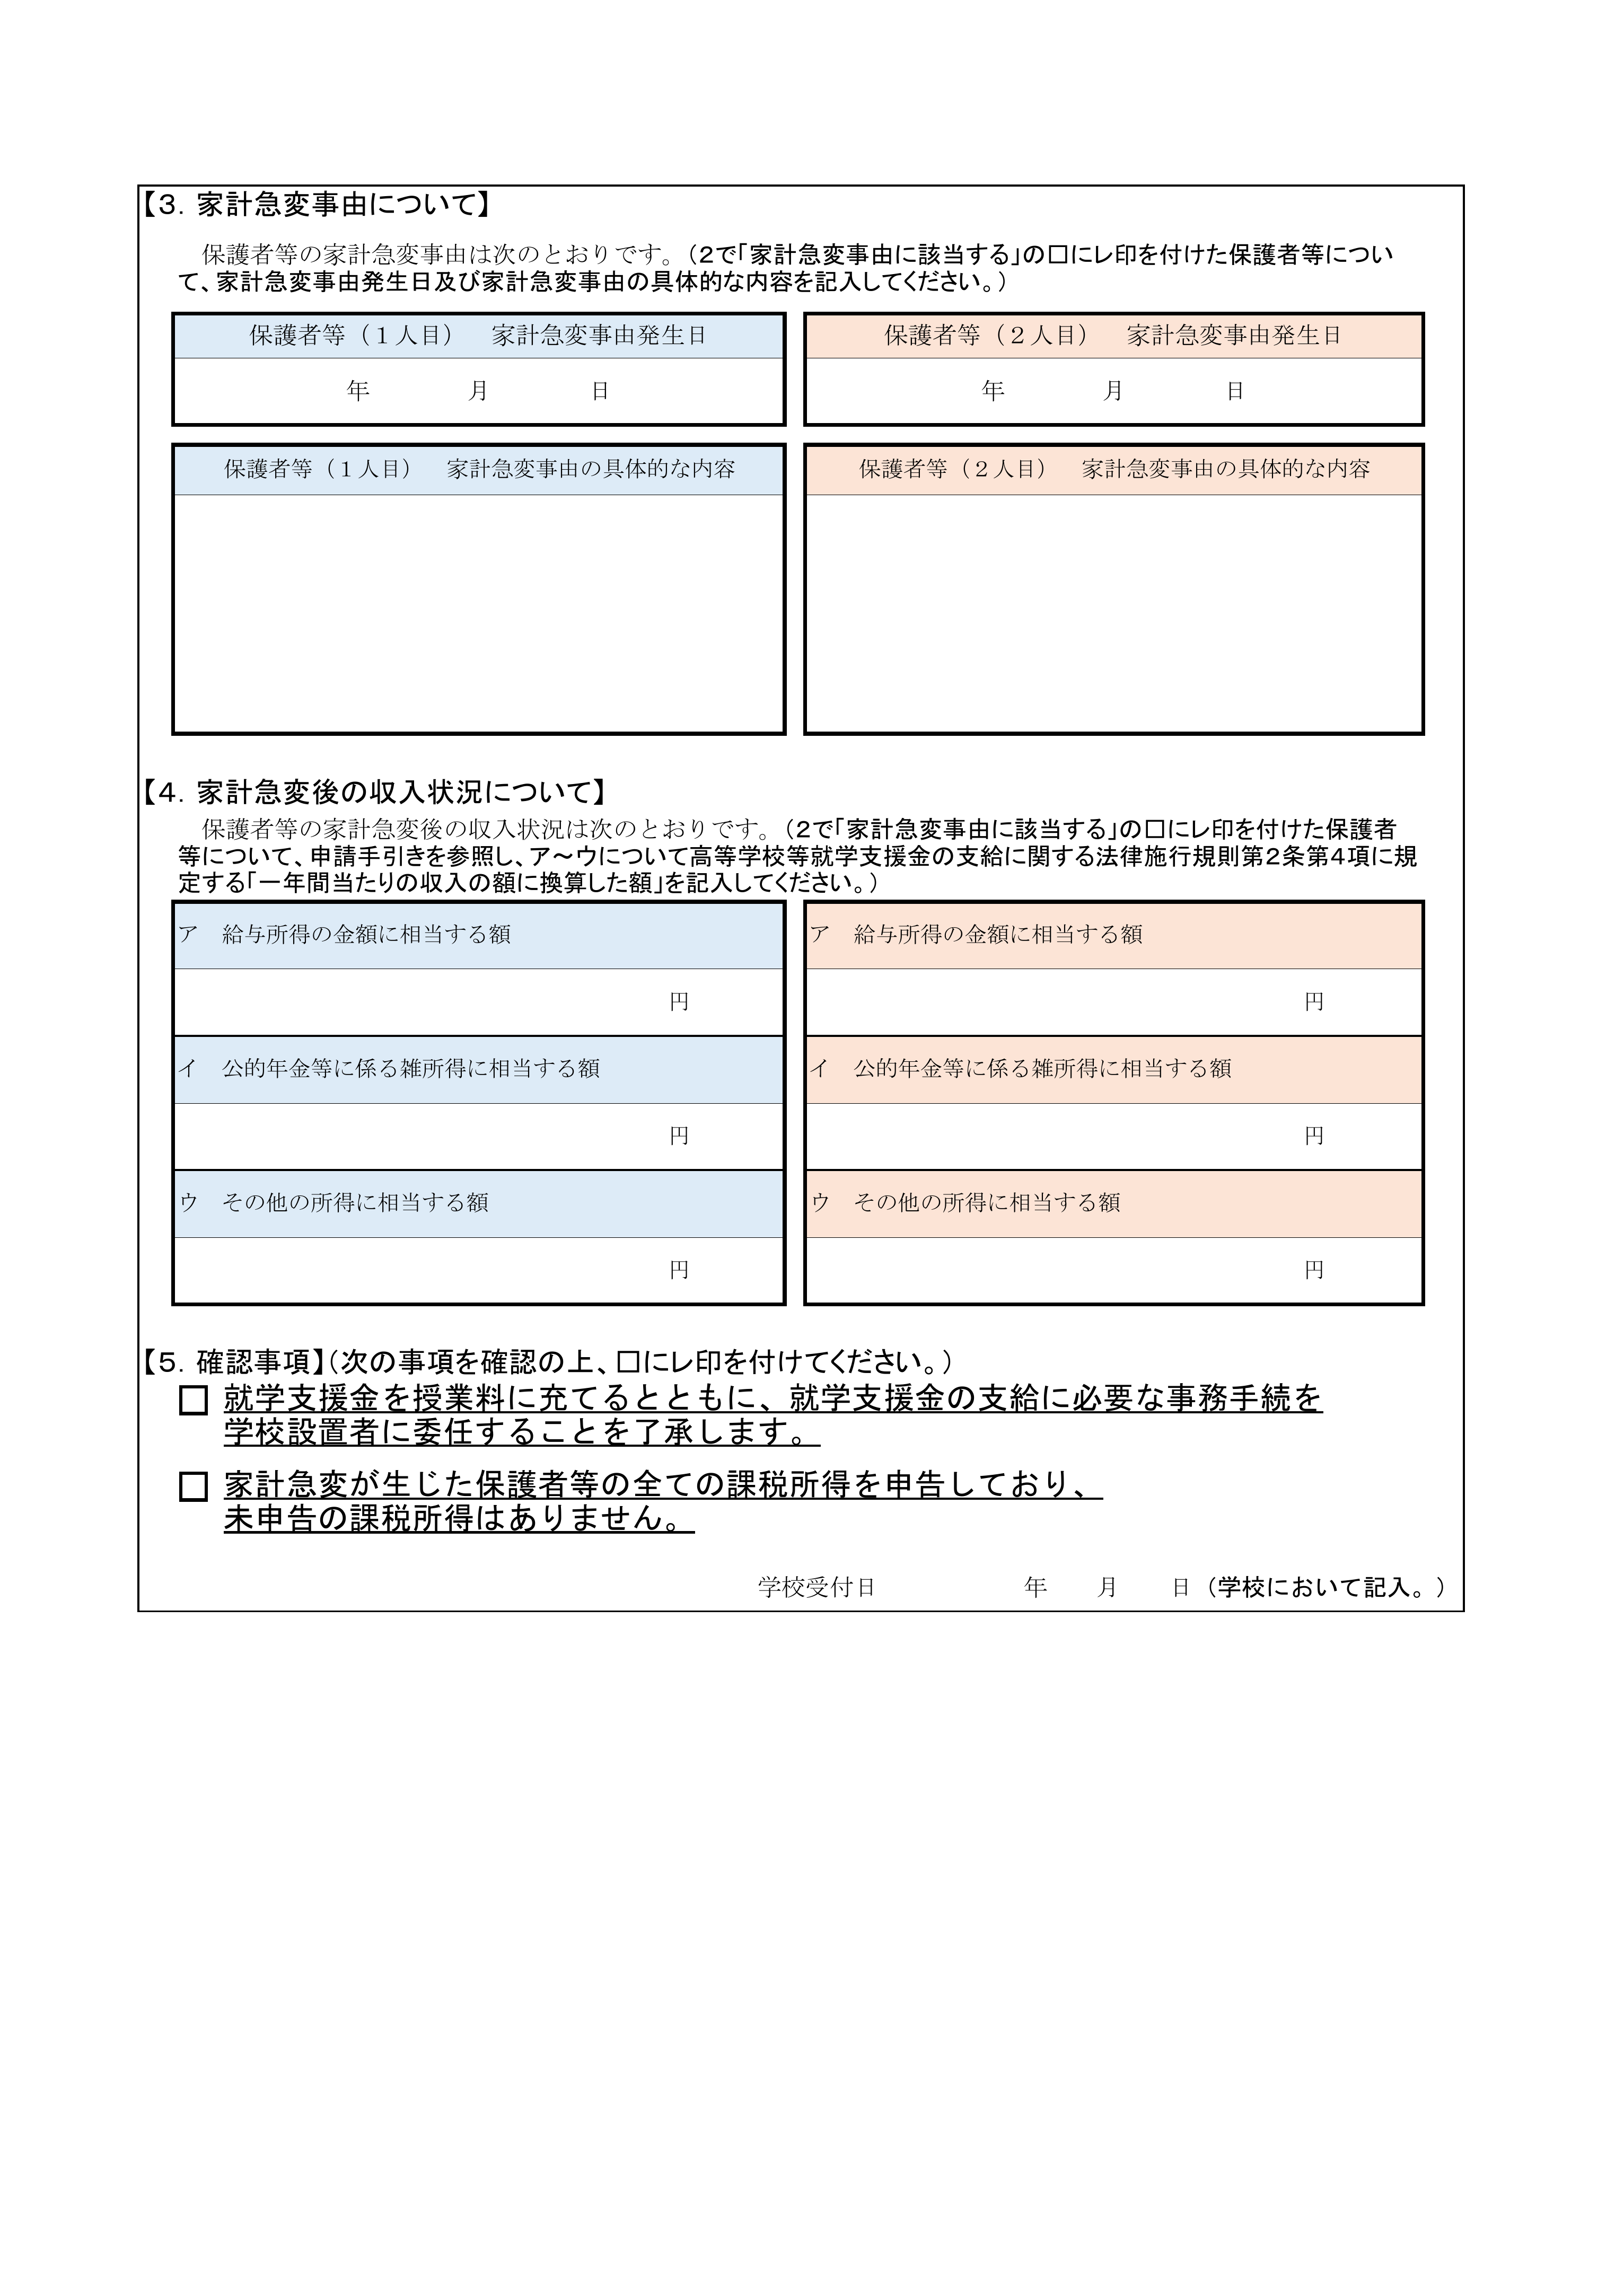 【３．家計急変事由について】
保護者等の家計急変事由は次のとおりです。（２で「家計急変事由に該当する」の□にレ印を付けた保護者等につい
て、家計急変事由発生日及び家計急変事由の具体的な内容を記入してください。）
保護者等（１人目）　家計急変事由発生日
年　月　日
保護者等（２人目）　家計急変事由発生日
年　月　日
保護者等（１人目）　家計急変事由の具体的な内容
保護者等（２人目）　家計急変事由の具体的な内容
【４．家計急変後の収入状況について】
保護者等の家計急変後の収入状況は次のとおりです。（２で「家計急変事由に該当する」の□にレ印を付けた保護者
等について、申請手引きを参照し、ア～ウについて高等学校等就学支援金の支給に関する法律施行規則第２条第４項に規
定する「一年間当たりの収入の額に換算した額」を記入してください。）
ア　給与所得の金額に相当する額
円
イ　公的年金等に係る雑所得に相当する額
円
ウ　その他の所得に相当する額
円
ア　給与所得の金額に相当する額
円
イ　公的年金等に係る雑所得に相当する額
円
ウ　その他の所得に相当する額
円
【５．確認事項】（次の事項を確認の上、□にレ印を付けてください。）
□ 就学支援金を授業料に充てるとともに、就学支援金の支給に必要な事務手続を
学校設置者に委任することを了承します。
□ 家計急変が生じた保護者等の全ての課税所得を申告しており、
未申告の課税所得はありません。
学校受付日　年　月　日（学校において記入。）